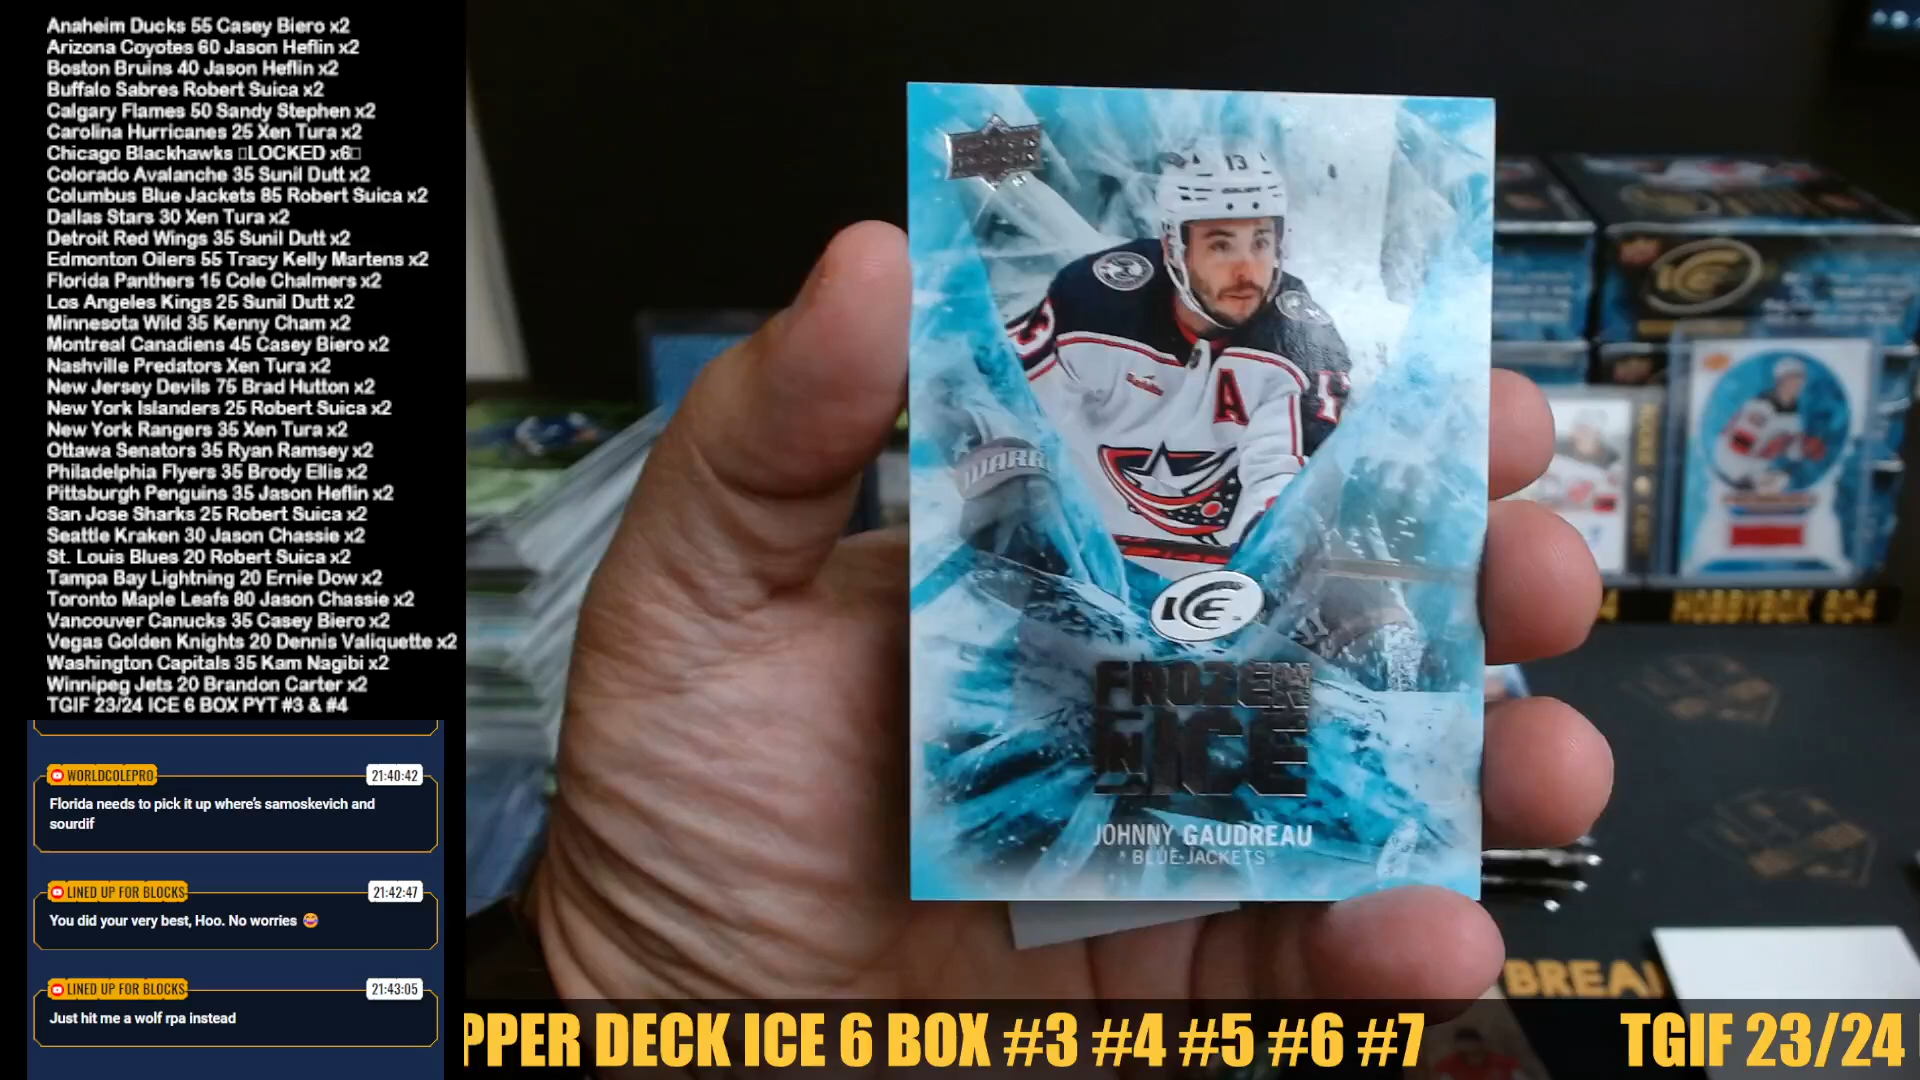 Anaheim Ducks 55 Casey Biero x2
Arizona Coyotes 60 Jason Heflin x2
Boston Bruins 40 Jason Heflin x2
Buffalo Sabres Robert Suica x2
Calgary Flames 50 Sandy Stephen x2
Carolina Hurricanes 25 Xen Tura x2
Chicago Blackhawks ▯LOCKED x6▯
Colorado Avalanche 35 Sunil Dutt x2
Columbus Blue Jackets 85 Robert Suica x2
Dallas Stars 30 Xen Tura x2
Detroit Red Wings 35 Sunil Dutt x2
Edmonton Oilers 55 Tracy Kelly Martens x2
Florida Panthers 15 Cole Chalmers x2
Los Angeles Kings 25 Sunil Dutt x2
Minnesota Wild 35 Kenny Cham x2
Montreal Canadiens 45 Casey Biero x2
Nashville Predators Xen Tura x2
New Jersey Devils 75 Brad Hutton x2
New York Islanders 25 Robert Suica x2
New York Rangers 35 Xen Tura x2
Ottawa Senators 35 Ryan Ramsey x2
Philadelphia Flyers 35 Brody Ellis x2
Pittsburgh Penguins 35 Jason Heflin x2
San Jose Sharks 25 Robert Suica x2
Seattle Kraken 30 Jason Chassie x2
St. Louis Blues 20 Robert Suica x2
Tampa Bay Lightning 20 Ernie Dow x2
Toronto Maple Leafs 80 Jason Chassie x2
Vancouver Canucks 35 Casey Biero x2
Vegas Golden Knights 20 Dennis Valiquette x2
Washington Capitals 35 Kam Nagibi x2
Winnipeg Jets 20 Brandon Carter x2
TGIF 23/24 ICE 6 BOX PYT #3 & #4
WORLDCOLEPRO 21:40:42
Florida needs to pick it up where's samoskevich and
sourdif
LINED UP FOR BLOCKS 21:42:47
You did your very best, Hoo. No worries 😂
LINED UP FOR BLOCKS 21:43:05
Just hit me a wolf rpa instead
13
A
WARR
ICE
FROZEN
IN ICE
JOHNNY GAUDREAU
BLUE JACKETS
ICE
HOBBYBOX 604
BREA
PPER DECK ICE 6 BOX #3 #4 #5 #6 #7 TGIF 23/24